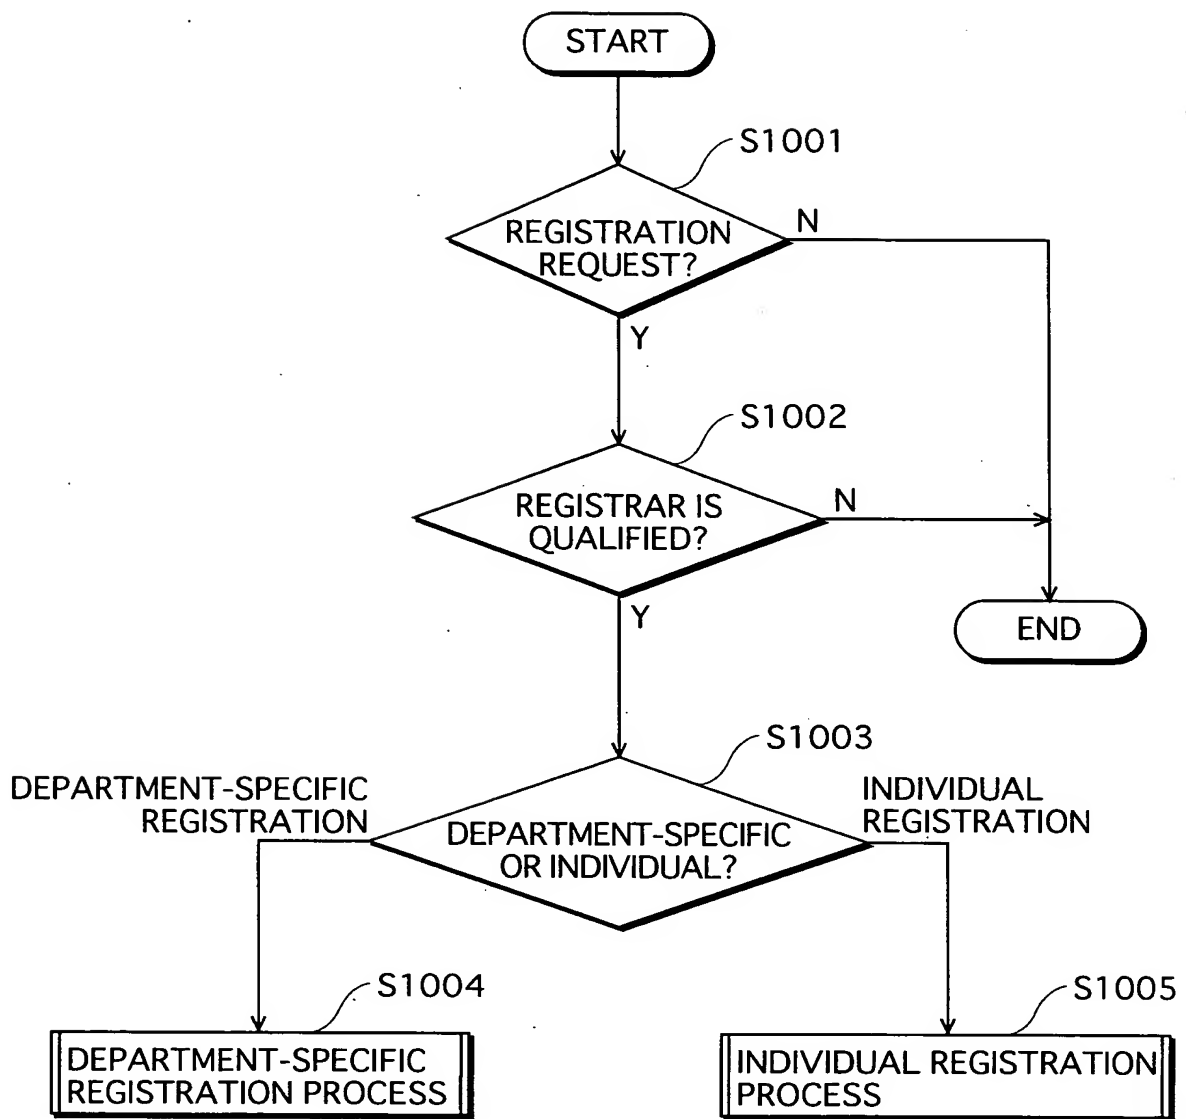 START
S1001
REGISTRATION
REQUEST?
N
Y
S1002
REGISTRAR IS
QUALIFIED?
N
Y
END
S1003
DEPARTMENT-SPECIFIC
REGISTRATION
DEPARTMENT-SPECIFIC
OR INDIVIDUAL?
INDIVIDUAL
REGISTRATION
S1004
DEPARTMENT-SPECIFIC
REGISTRATION PROCESS
S1005
INDIVIDUAL REGISTRATION
PROCESS